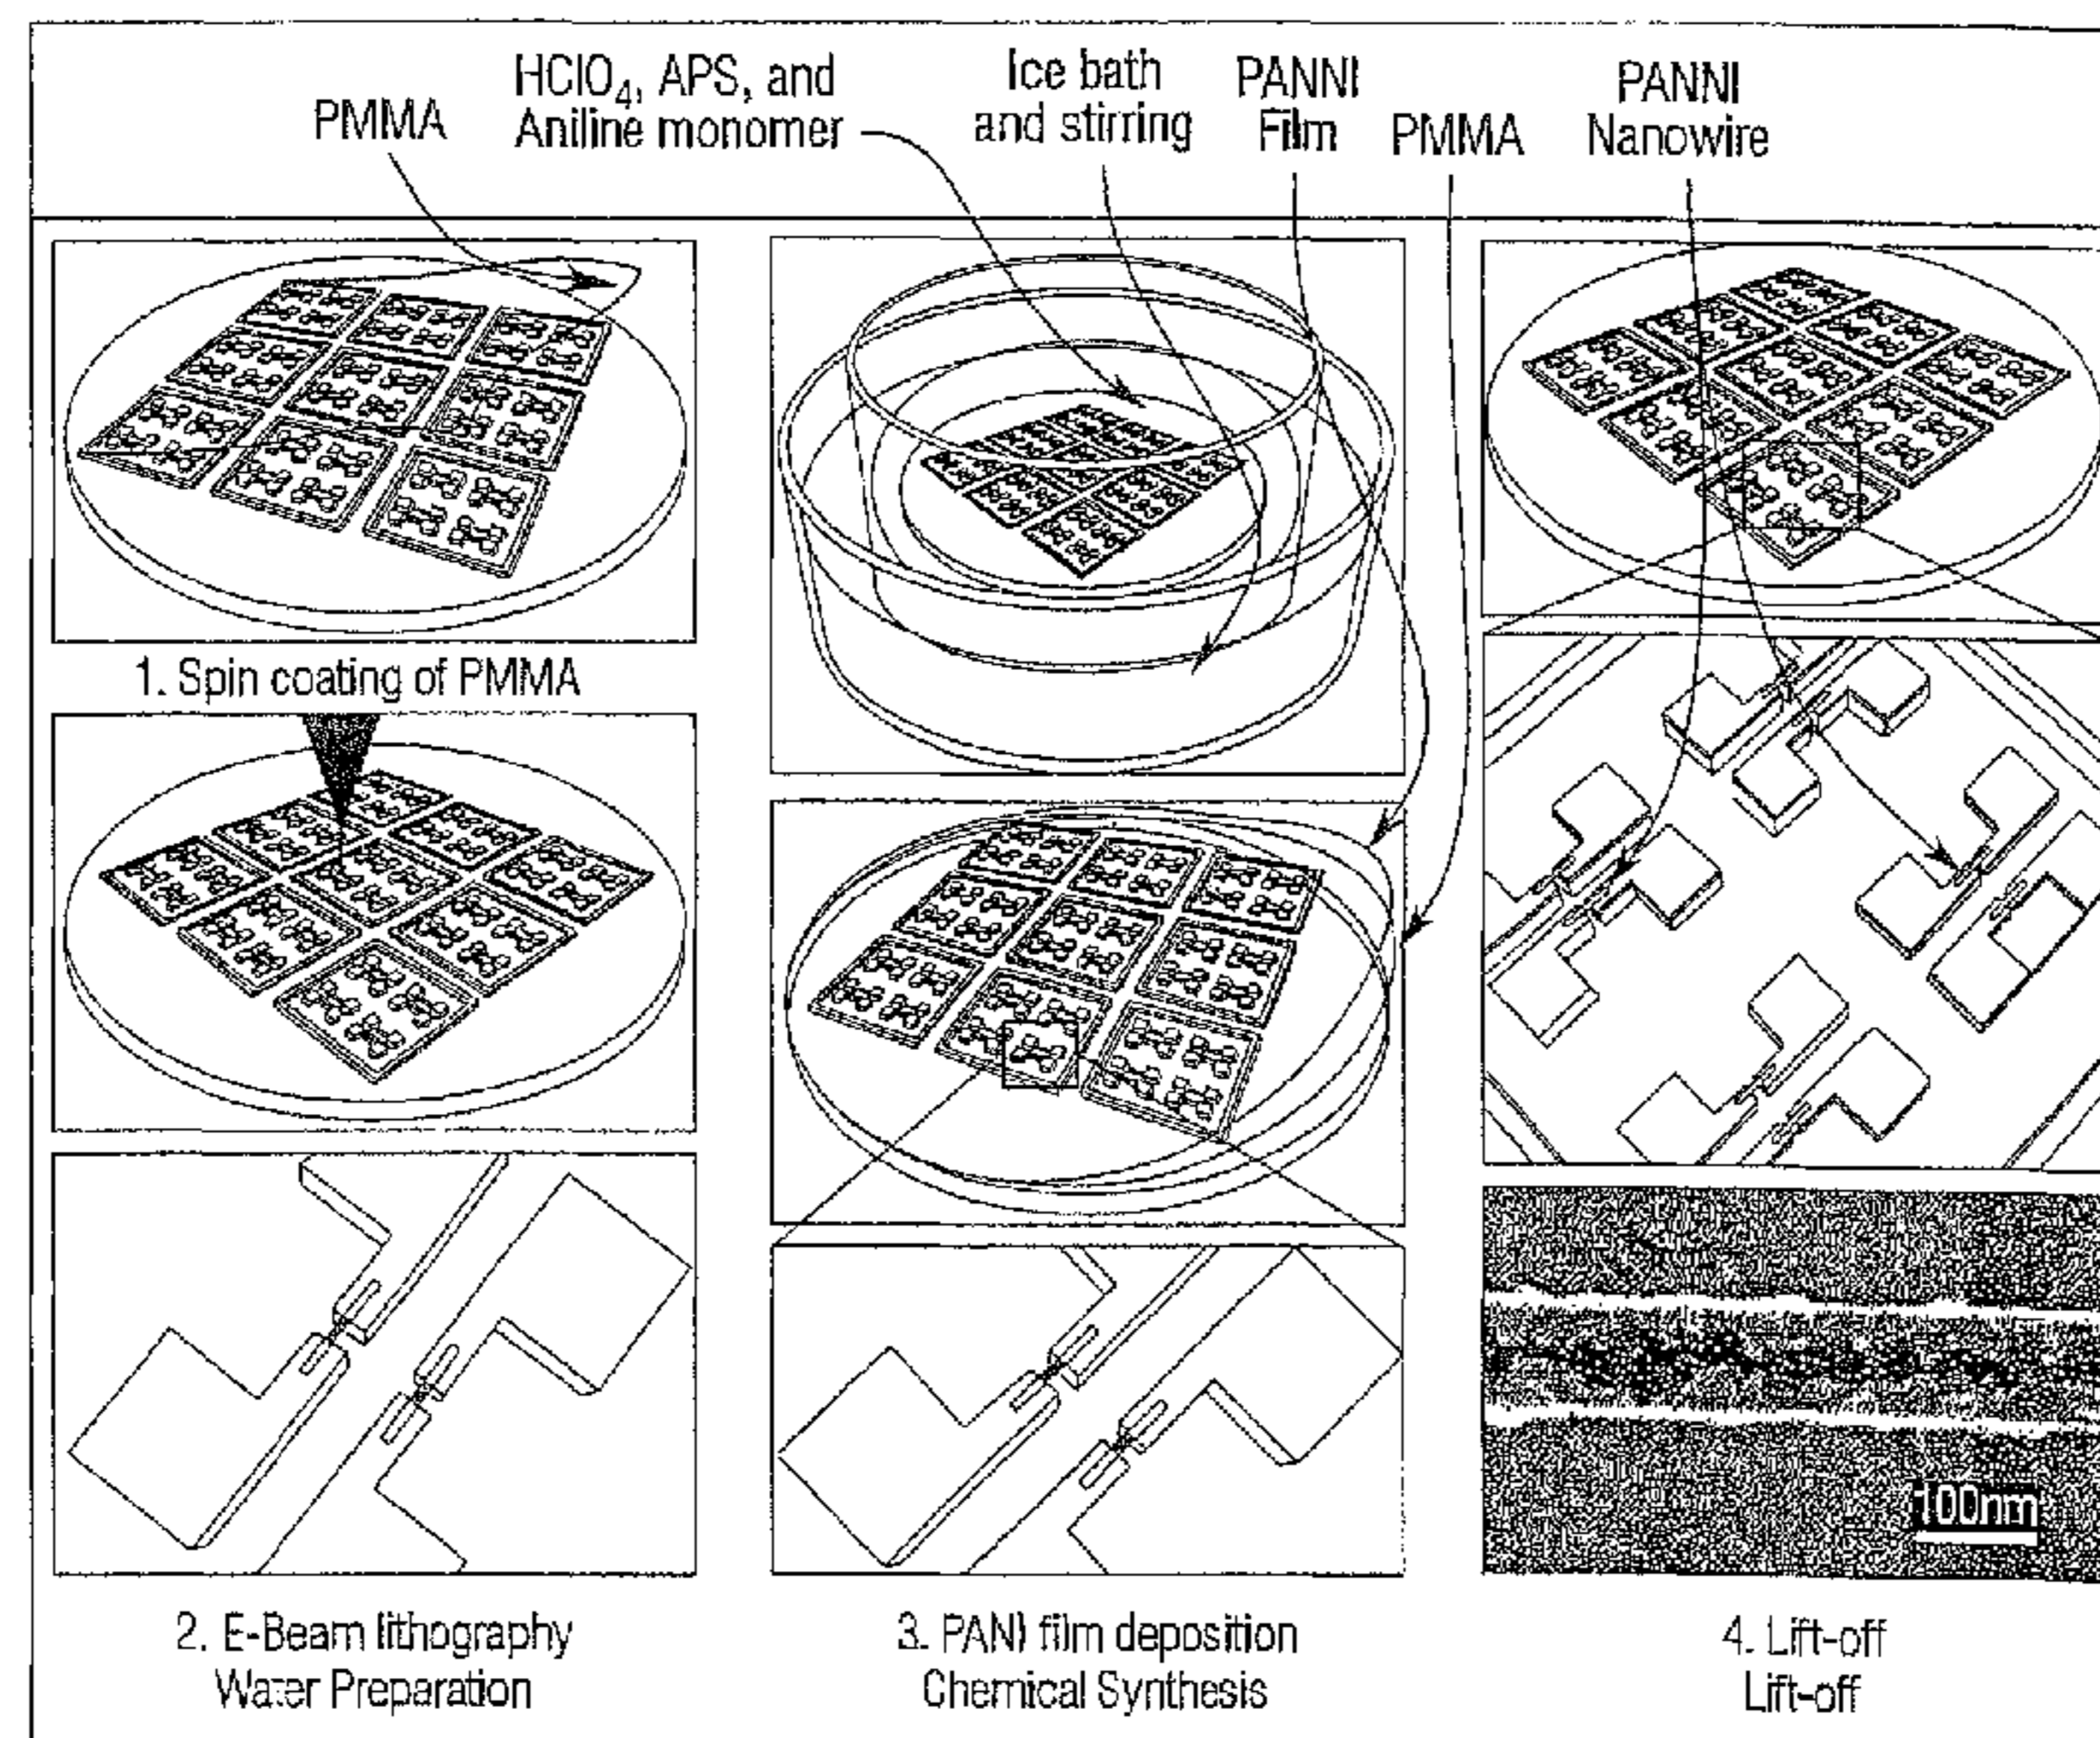 PMMA
HClO₄, APS, and
Aniline monomer
Ice bath
and stirring
PANNI
Film
PMMA
PANNI
Nanowire
1. Spin coating of PMMA
100nm
2. E-Beam lithography
Water Preparation
3. PANI film deposition
Chemical Synthesis
4. Lift-off
Lift-off